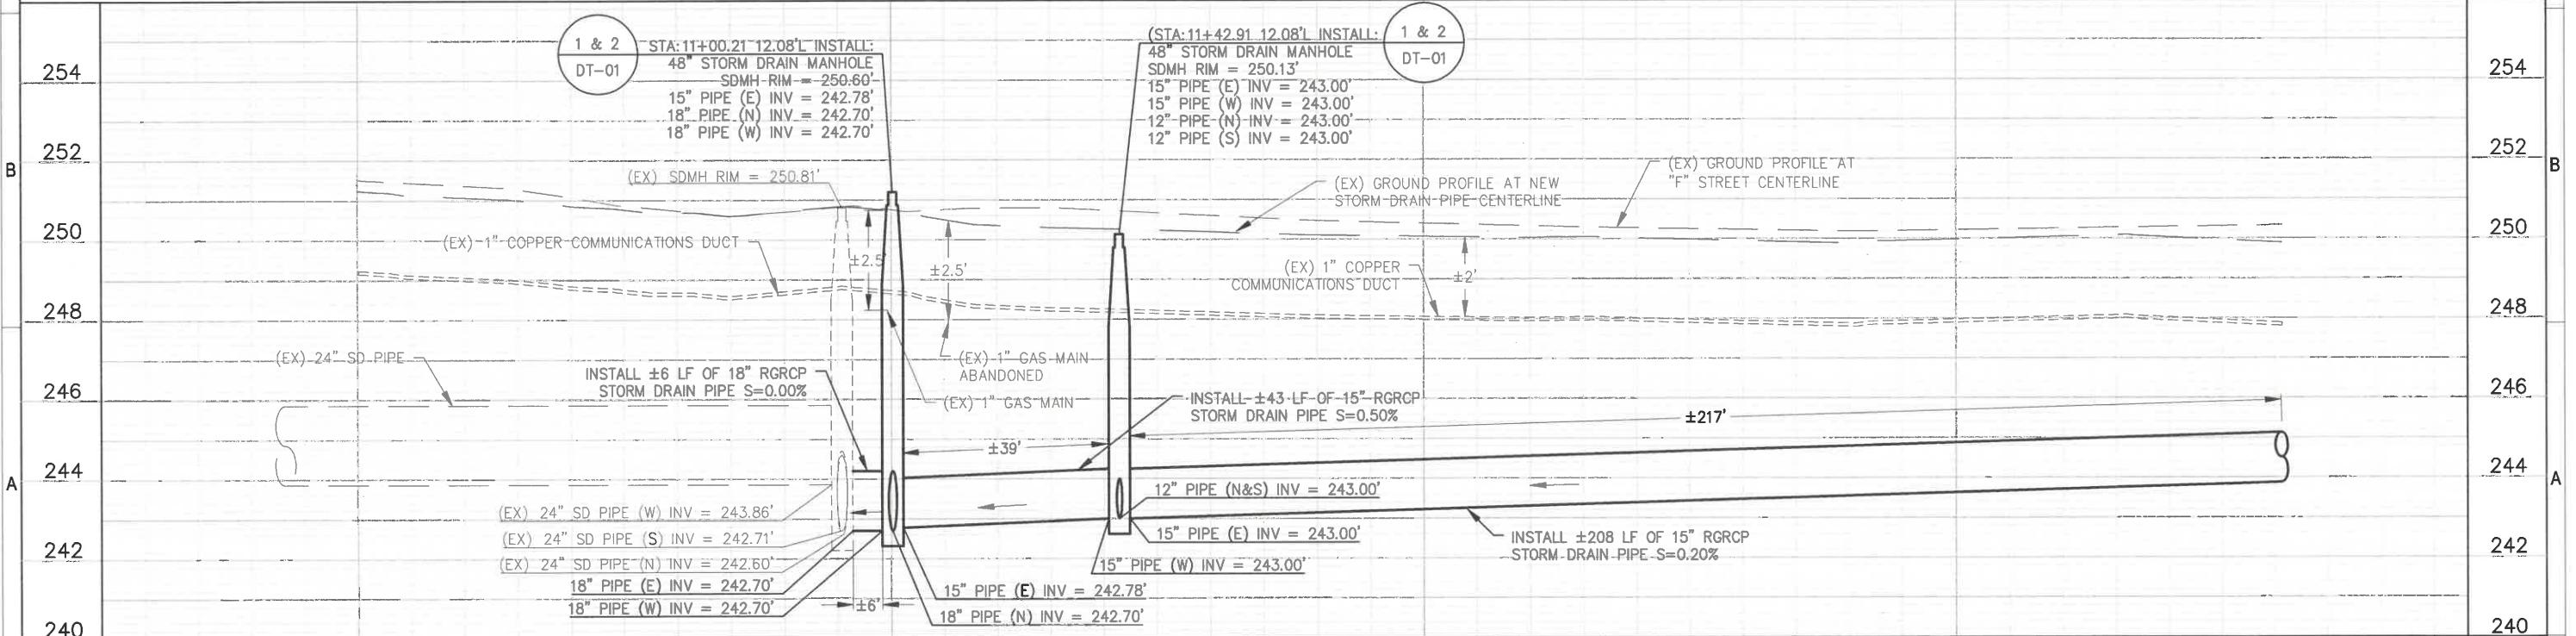 1 & 2
DT-01
STA: 11+00.21 12.08'L INSTALL:
48" STORM DRAIN MANHOLE
SDMH RIM = 250.60'
15" PIPE (E) INV = 242.78'
18" PIPE (N) INV = 242.70'
18" PIPE (W) INV = 242.70'
(STA: 11+42.91 12.08'L INSTALL:
48" STORM DRAIN MANHOLE
SDMH RIM = 250.13'
15" PIPE (E) INV = 243.00'
15" PIPE (W) INV = 243.00'
12" PIPE (N) INV = 243.00'
12" PIPE (S) INV = 243.00'
1 & 2
DT-01
254
254
252
252
B
B
(EX) SDMH RIM = 250.81'
(EX) GROUND PROFILE AT NEW
STORM DRAIN PIPE CENTERLINE
(EX) GROUND PROFILE AT
"F" STREET CENTERLINE
250
250
(EX) 1" COPPER COMMUNICATIONS DUCT
±2.5'
±2.5'
(EX) 1" COPPER
COMMUNICATIONS DUCT
±2'
248
248
(EX) 24" SD PIPE
INSTALL ±6 LF OF 18" RGRCP
STORM DRAIN PIPE S=0.00%
(EX) 1" GAS MAIN
ABANDONED
(EX) 1" GAS MAIN
246
246
INSTALL ±43 LF OF 15" RGRCP
STORM DRAIN PIPE S=0.50%
±217'
±39'
244
244
A
A
12" PIPE (N&S) INV = 243.00'
(EX) 24" SD PIPE (W) INV = 243.86'
(EX) 24" SD PIPE (S) INV = 242.71'
(EX) 24" SD PIPE (N) INV = 242.60'
18" PIPE (E) INV = 242.70'
18" PIPE (W) INV = 242.70'
15" PIPE (E) INV = 243.00'
15" PIPE (W) INV = 243.00'
INSTALL ±208 LF OF 15" RGRCP
STORM DRAIN PIPE S=0.20%
242
242
15" PIPE (E) INV = 242.78'
18" PIPE (N) INV = 242.70'
±6'
240
240